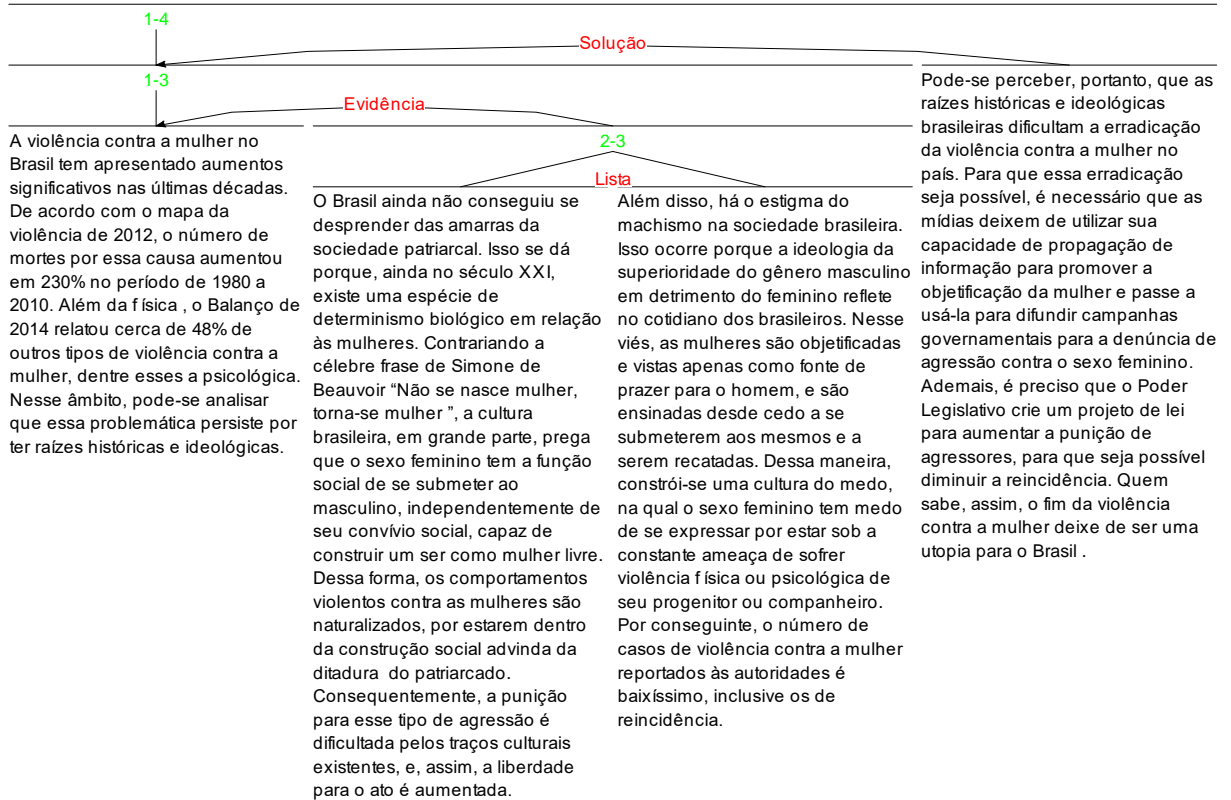 1-4
Solução
1-3
Evidência
2-3
Lista
A violência contra a mulher no
Brasil tem apresentado aumentos
significativos nas últimas décadas.
De acordo com o mapa da
violência de 2012, o número de
mortes por essa causa aumentou
em 230% no período de 1980 a
2010. Além da f ísica , o Balanço de
2014 relatou cerca de 48% de
outros tipos de violência contra a
mulher, dentre esses a psicológica.
Nesse âmbito, pode-se analisar
que essa problemática persiste por
ter raízes históricas e ideológicas.
O Brasil ainda não conseguiu se
desprender das amarras da
sociedade patriarcal. Isso se dá
porque, ainda no século XXI,
existe uma espécie de
determinismo biológico em relação
às mulheres. Contrariando a
célebre frase de Simone de
Beauvoir “Não se nasce mulher,
torna-se mulher ”, a cultura
brasileira, em grande parte, prega
que o sexo feminino tem a função
social de se submeter ao
masculino, independentemente de
seu convívio social, capaz de
construir um ser como mulher livre.
Dessa forma, os comportamentos
violentos contra as mulheres são
naturalizados, por estarem dentro
da construção social advinda da
ditadura  do patriarcado.
Consequentemente, a punição
para esse tipo de agressão é
dificultada pelos traços culturais
existentes, e, assim, a liberdade
para o ato é aumentada.
Além disso, há o estigma do
machismo na sociedade brasileira.
Isso ocorre porque a ideologia da
superioridade do gênero masculino
em detrimento do feminino reflete
no cotidiano dos brasileiros. Nesse
viés, as mulheres são objetificadas
e vistas apenas como fonte de
prazer para o homem, e são
ensinadas desde cedo a se
submeterem aos mesmos e a
serem recatadas. Dessa maneira,
constrói-se uma cultura do medo,
na qual o sexo feminino tem medo
de se expressar por estar sob a
constante ameaça de sofrer
violência f ísica ou psicológica de
seu progenitor ou companheiro.
Por conseguinte, o número de
casos de violência contra a mulher
reportados às autoridades é
baixíssimo, inclusive os de
reincidência.
Pode-se perceber, portanto, que as
raízes históricas e ideológicas
brasileiras dificultam a erradicação
da violência contra a mulher no
país. Para que essa erradicação
seja possível, é necessário que as
mídias deixem de utilizar sua
capacidade de propagação de
informação para promover a
objetificação da mulher e passe a
usá-la para difundir campanhas
governamentais para a denúncia de
agressão contra o sexo feminino.
Ademais, é preciso que o Poder
Legislativo crie um projeto de lei
para aumentar a punição de
agressores, para que seja possível
diminuir a reincidência. Quem
sabe, assim, o fim da violência
contra a mulher deixe de ser uma
utopia para o Brasil .